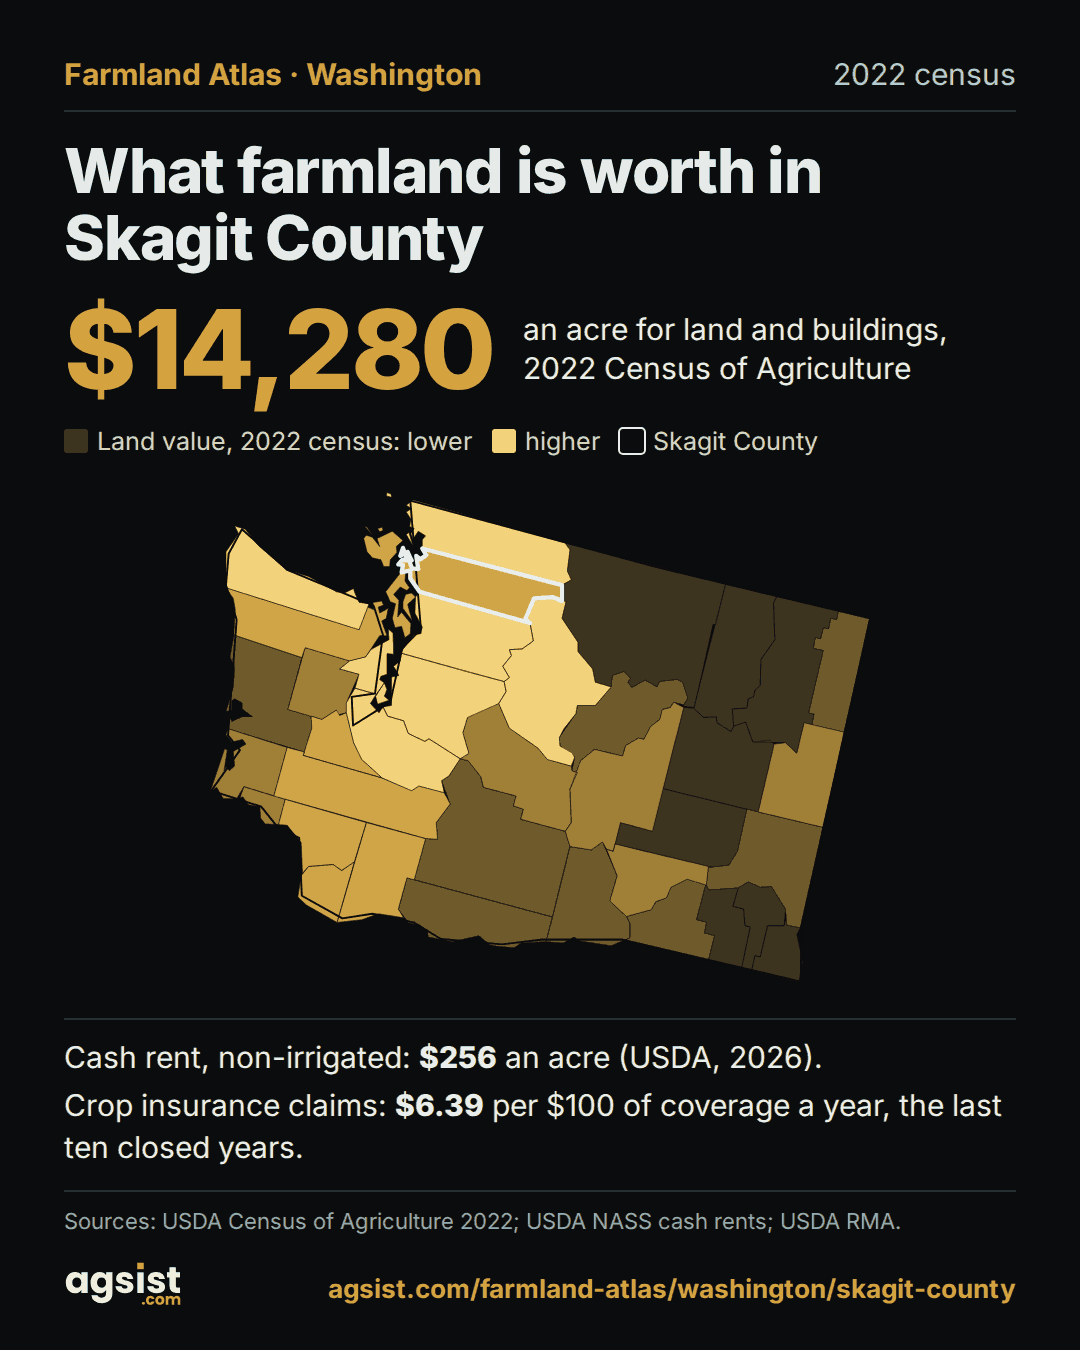 Farmland Atlas · Washington
2022 census
What farmland is worth in
Skagit County
$14,280
an acre for land and buildings,
2022 Census of Agriculture
Land value, 2022 census: lower
higher
Skagit County
Cash rent, non-irrigated: $256 an acre (USDA, 2026).
Crop insurance claims: $6.39 per $100 of coverage a year, the last
ten closed years.
Sources: USDA Census of Agriculture 2022; USDA NASS cash rents; USDA RMA.
agsist
.com
agsist.com/farmland-atlas/washington/skagit-county